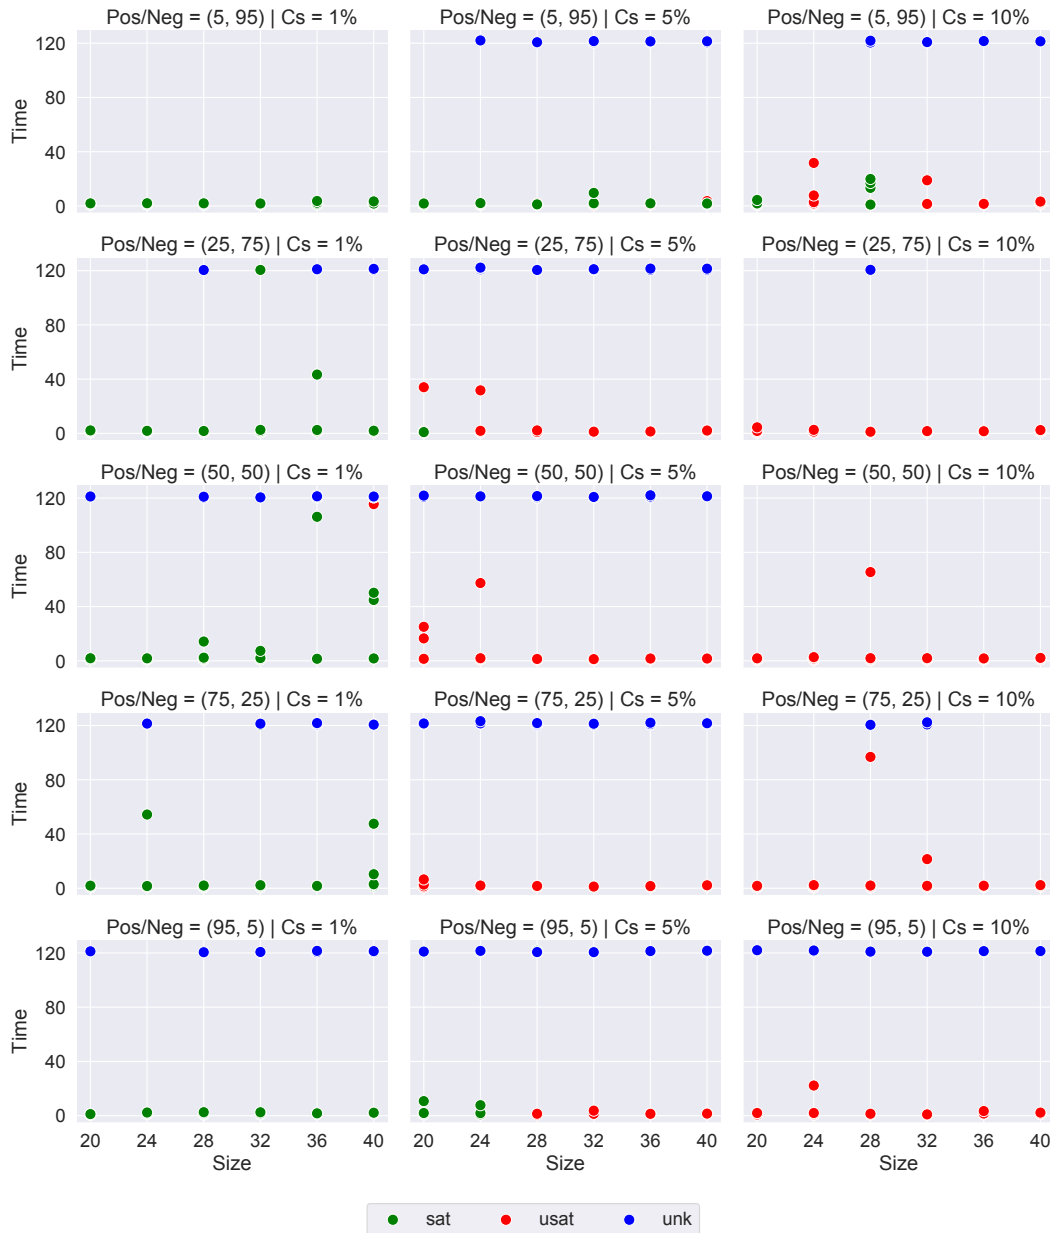 Pos/Neg = (5, 95) | Cs = 1% Pos/Neg = (5, 95) | Cs = 5% Pos/Neg = (5, 95) | Cs = 10%
120
80
40
0
Time
Pos/Neg = (25, 75) | Cs = 1% Pos/Neg = (25, 75) | Cs = 5% Pos/Neg = (25, 75) | Cs = 10%
120
80
40
0
Time
Pos/Neg = (50, 50) | Cs = 1% Pos/Neg = (50, 50) | Cs = 5% Pos/Neg = (50, 50) | Cs = 10%
120
80
40
0
Time
Pos/Neg = (75, 25) | Cs = 1% Pos/Neg = (75, 25) | Cs = 5% Pos/Neg = (75, 25) | Cs = 10%
120
80
40
0
Time
Pos/Neg = (95, 5) | Cs = 1% Pos/Neg = (95, 5) | Cs = 5% Pos/Neg = (95, 5) | Cs = 10%
120
80
40
0
Time
20 24 28 32 36 40 20 24 28 32 36 40 20 24 28 32 36 40
Size Size Size
sat usat unk